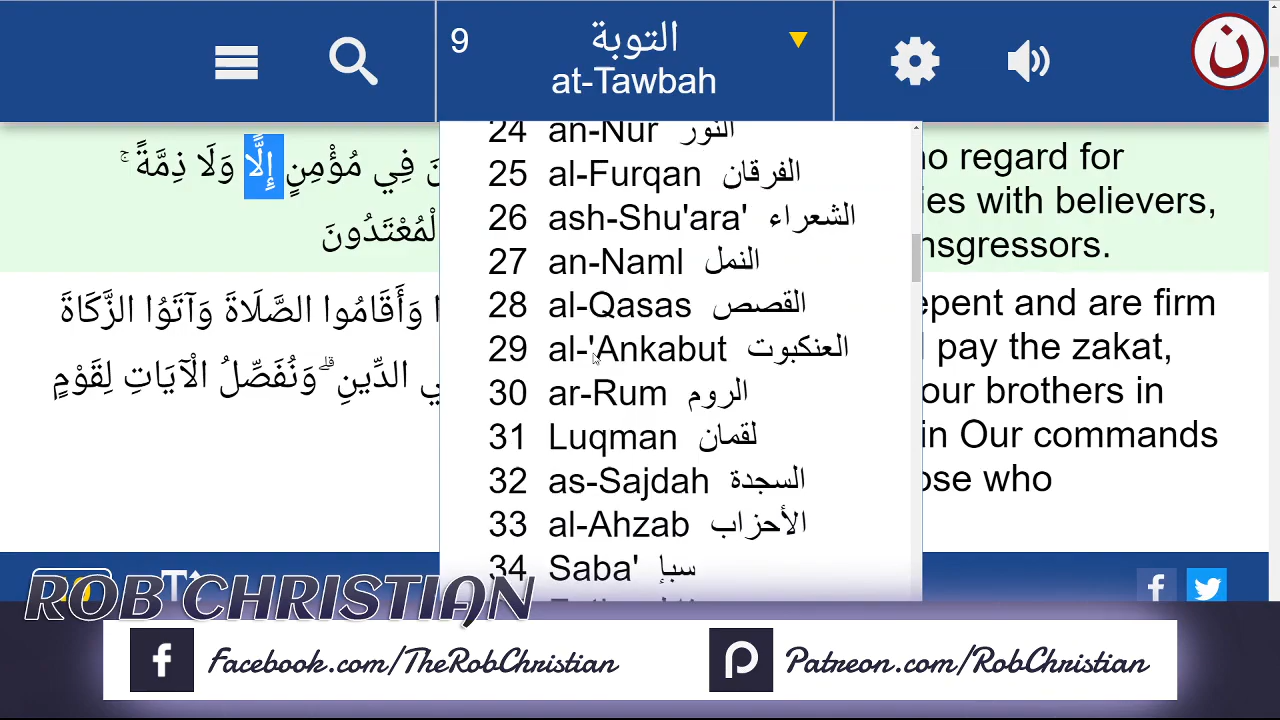 9
التوبة
at-Tawbah
ن
24 an-Nur النور
25 al-Furqan الفرقان
26 ash-Shu'ara' الشعراء
27 an-Naml النمل
28 al-Qasas القصص
29 al-'Ankabut العنكبوت
30 ar-Rum الروم
31 Luqman لقمان
32 as-Sajdah السجدة
33 al-Ahzab الأحزاب
34 Saba' سبإ
فِي مُؤْمِنٍ إِلًّا وَلَا ذِمَّةً ۚ
لْمُعْتَدُونَ
وَأَقَامُوا الصَّلَاةَ وَآتَوُا الزَّكَاةَ
ي الدِّينِ ۗ وَنُفَصِّلُ الْآيَاتِ لِقَوْمٍ
no regard for
ies with believers,
nsgressors.
epent and are firm
pay the zakat,
our brothers in
in Our commands
ose who
ROB CHRISTIAN
Facebook.com/TheRobChristian
Patreon.com/RobChristian